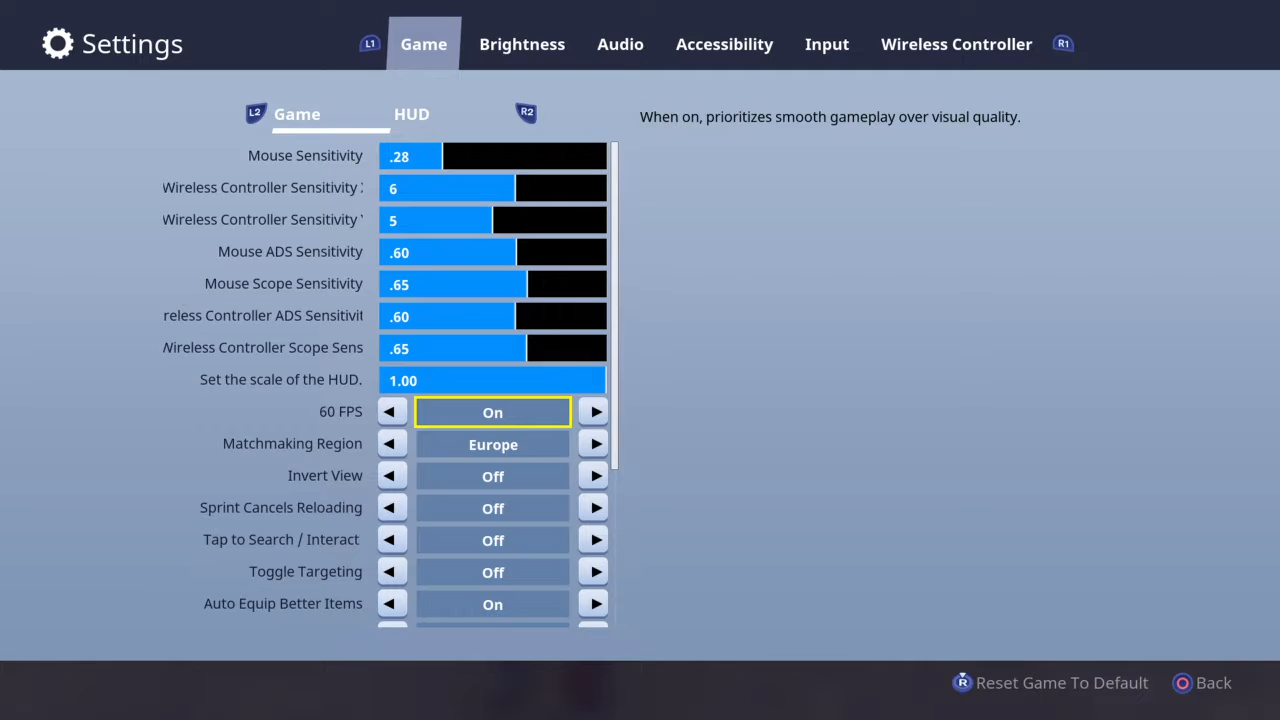 Settings
L1 Game Brightness Audio Accessibility Input Wireless Controller R1
L2 Game HUD R2
When on, prioritizes smooth gameplay over visual quality.
Mouse Sensitivity .28
Wireless Controller Sensitivity 6
Wireless Controller Sensitivity 5
Mouse ADS Sensitivity .60
Mouse Scope Sensitivity .65
reless Controller ADS Sensitivit .60
Wireless Controller Scope Sens .65
Set the scale of the HUD. 1.00
60 FPS On
Matchmaking Region Europe
Invert View Off
Sprint Cancels Reloading Off
Tap to Search / Interact Off
Toggle Targeting Off
Auto Equip Better Items On
R Reset Game To Default Back